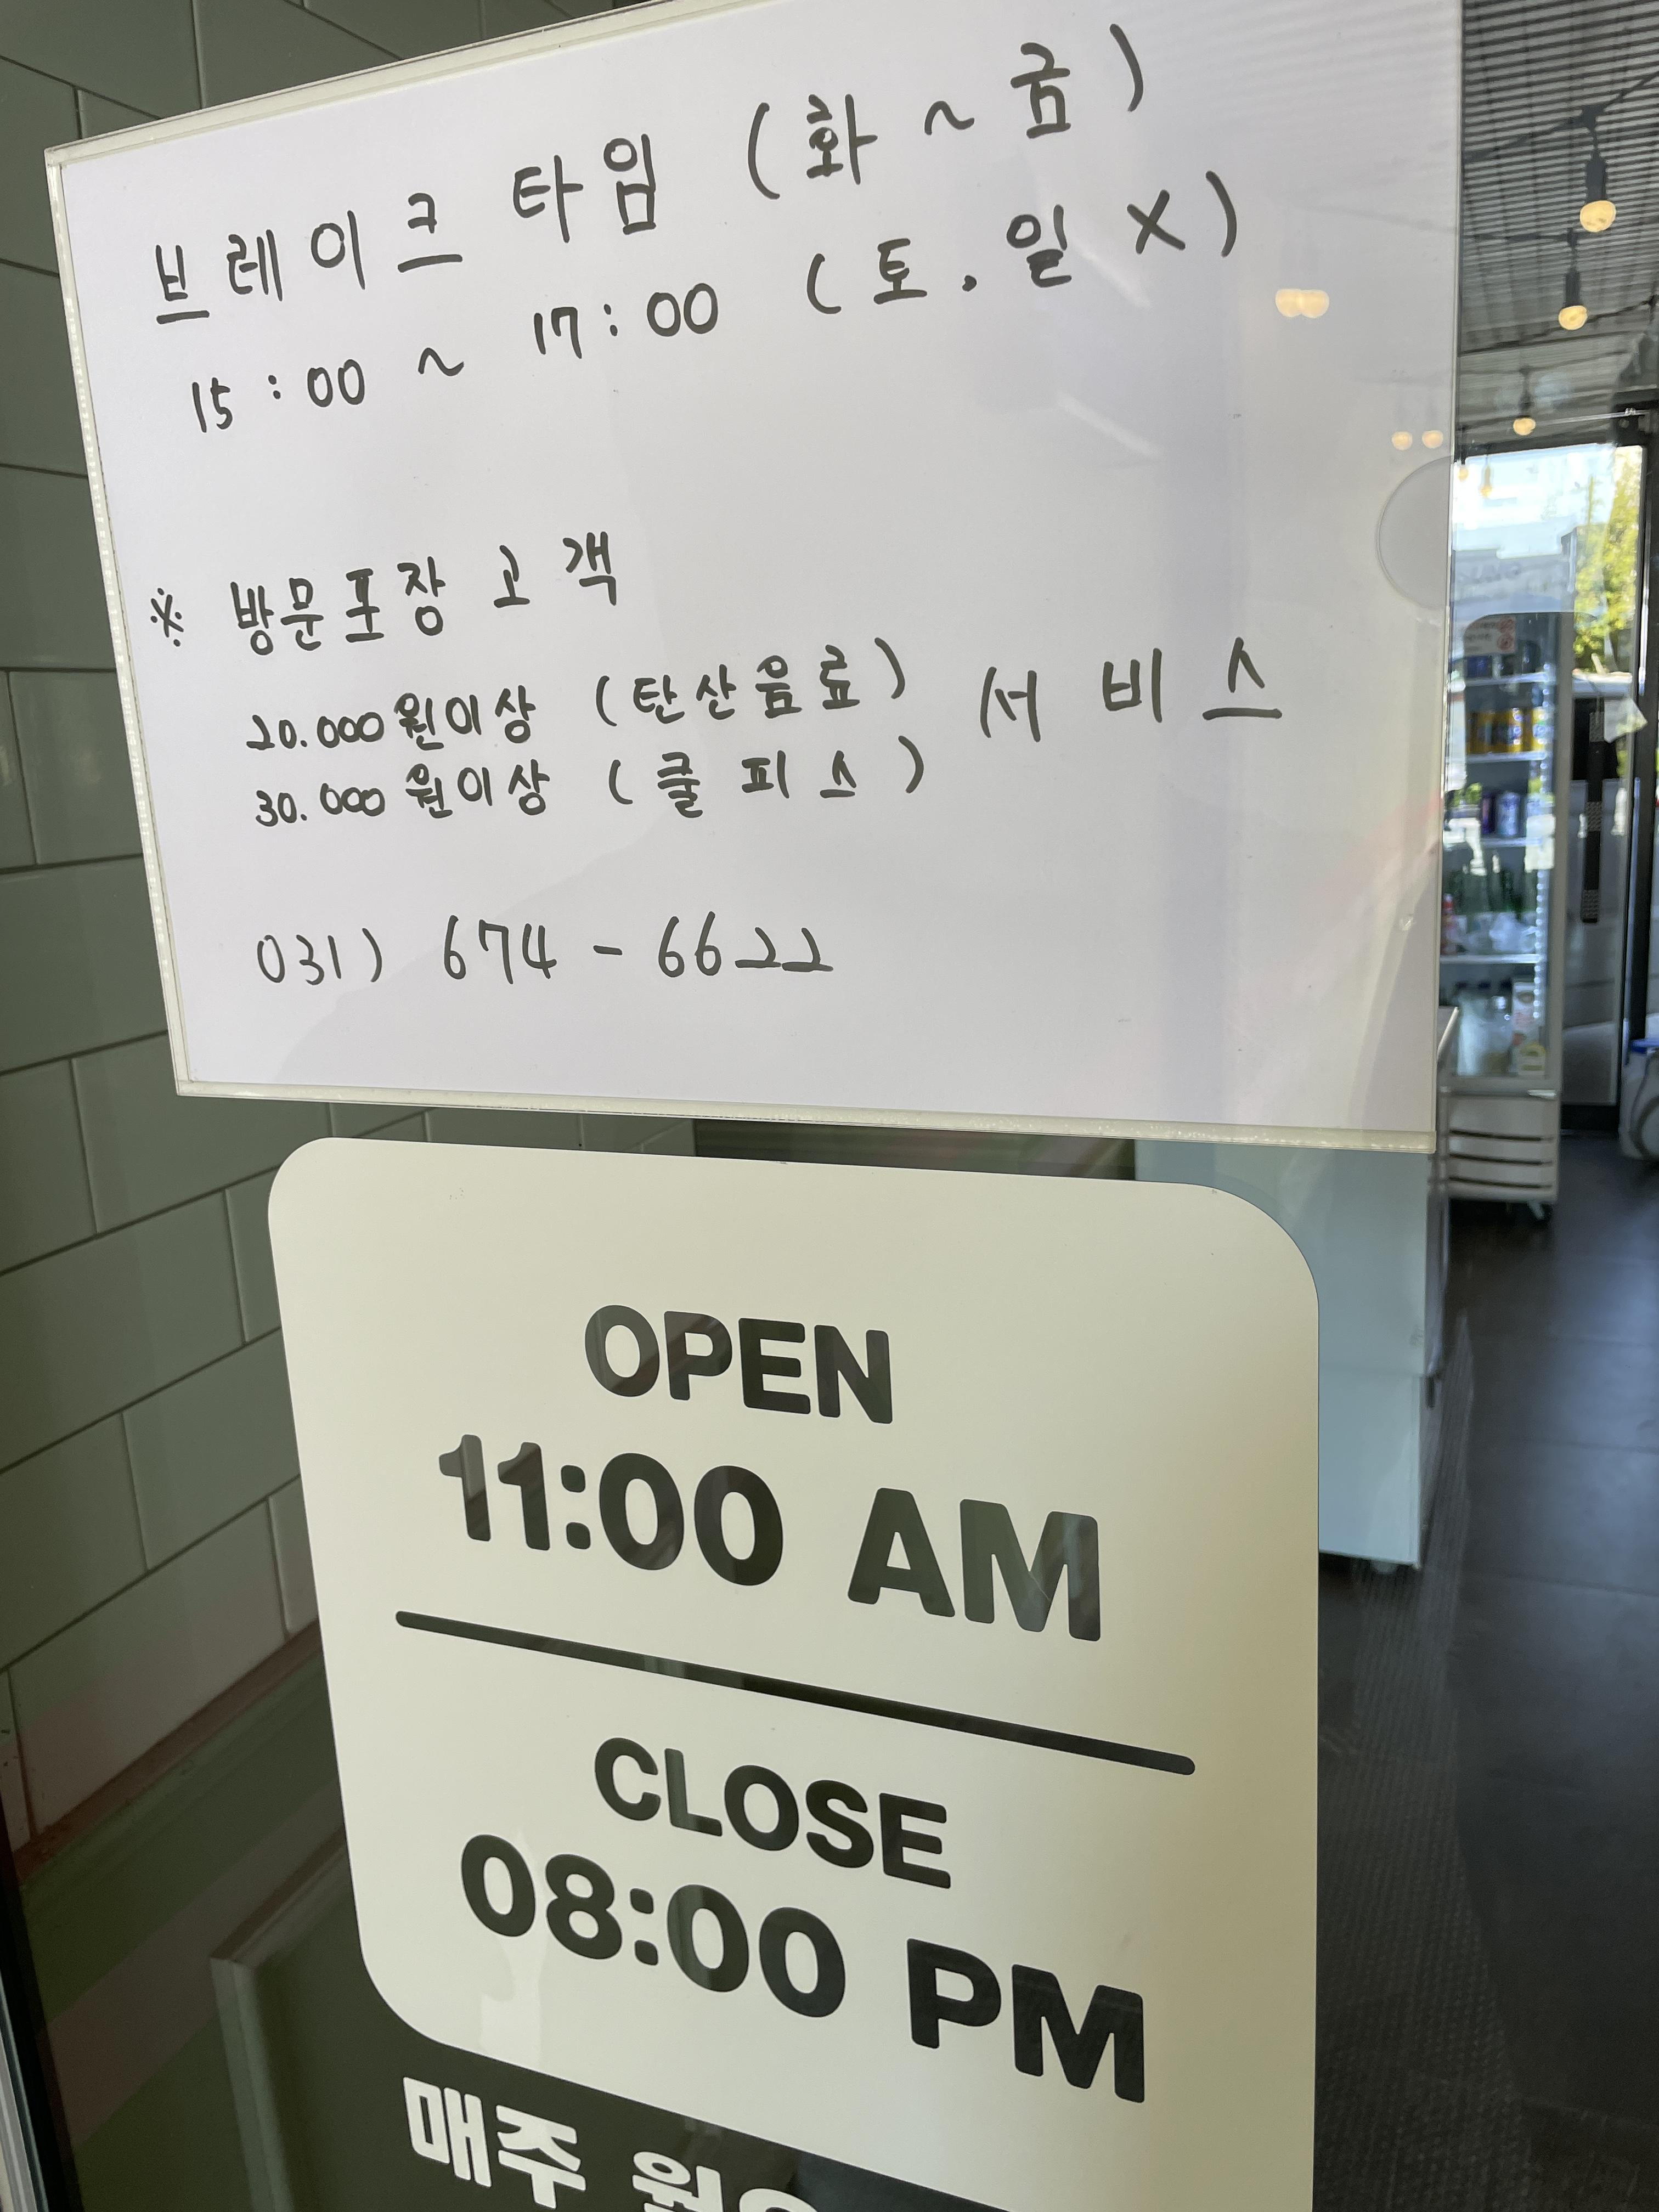 브레이크 타임 (화 ~ 금)
15:00 ~ 17:00 (토.일 X)
※ 방문포장 고객
20.000원이상 (탄산음료) 서비스
30.000원이상 (쿨피스)
031) 674-6622
OPEN
11:00 AM
CLOSE
08:00 PM
매주